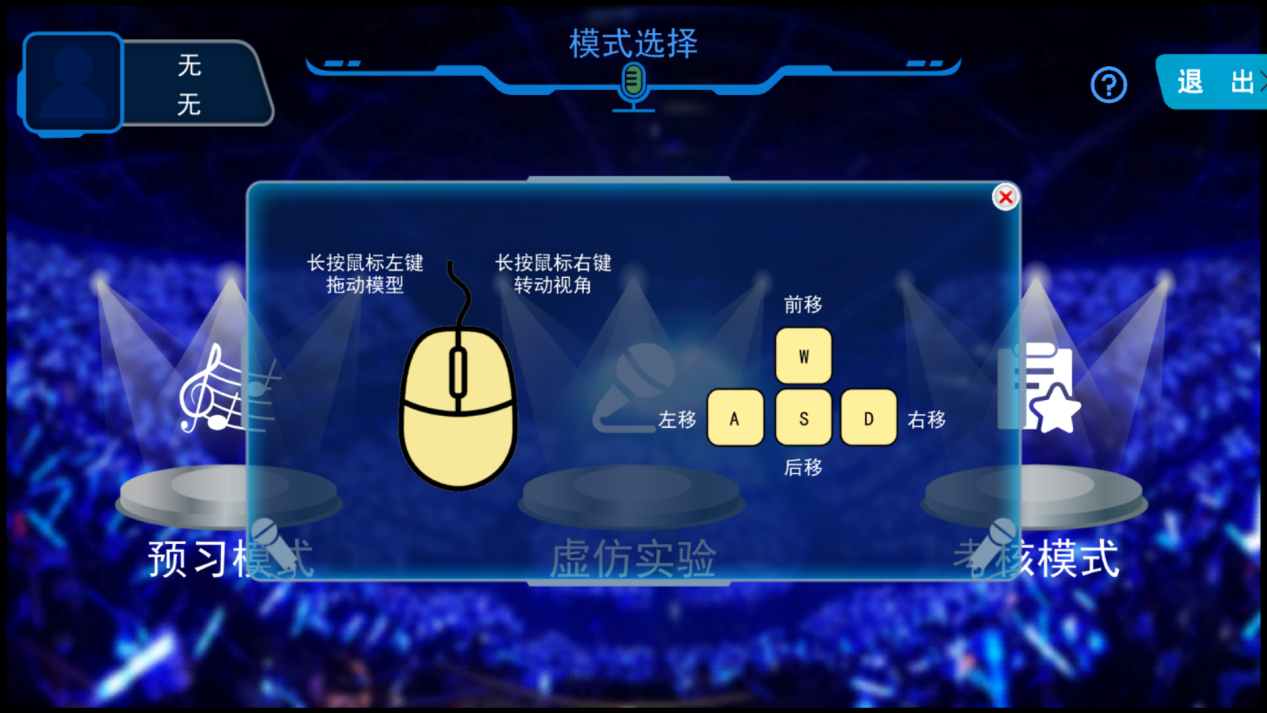 模式选择
无
无
退 出
长按鼠标左键
拖动模型
长按鼠标右键
转动视角
前移
W
左移
A
S
D
右移
后移
预习模式
虚仿实验
考核模式